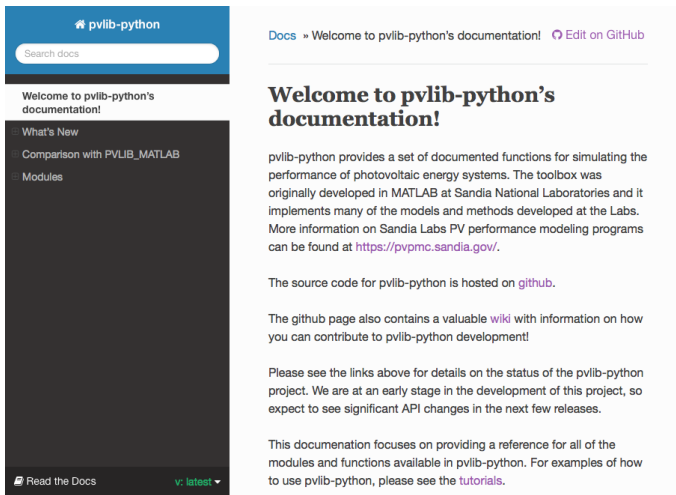 pvlib-python
Search docs
Welcome to pvlib-python's
documentation!
What's New
Comparison with PVLIB_MATLAB
Modules
Read the Docs
v: latest
Docs » Welcome to pvlib-python's documentation! Edit on GitHub
Welcome to pvlib-python's
documentation!
pvlib-python provides a set of documented functions for simulating the
performance of photovoltaic energy systems. The toolbox was
originally developed in MATLAB at Sandia National Laboratories and it
implements many of the models and methods developed at the Labs.
More information on Sandia Labs PV performance modeling programs
can be found at https://pvpmc.sandia.gov/.
The source code for pvlib-python is hosted on github.
The github page also contains a valuable wiki with information on how
you can contribute to pvlib-python development!
Please see the links above for details on the status of the pvlib-python
project. We are at an early stage in the development of this project, so
expect to see significant API changes in the next few releases.
This documenation focuses on providing a reference for all of the
modules and functions available in pvlib-python. For examples of how
to use pvlib-python, please see the tutorials.